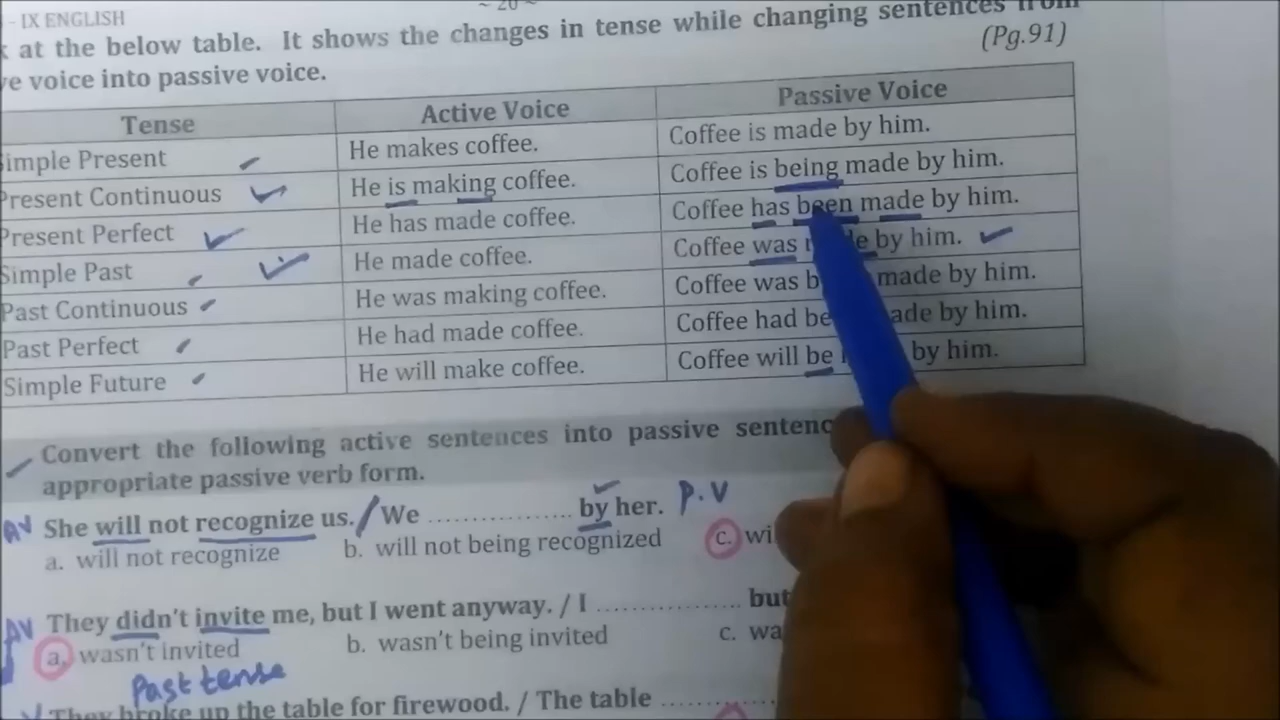 - IX ENGLISH
~ 20 ~
at the below table. It shows the changes in tense while changing sentences from
voice into passive voice. (Pg.91)
Tense Active Voice Passive Voice
Simple Present He makes coffee. Coffee is made by him.
Present Continuous He is making coffee. Coffee is being made by him.
Present Perfect He has made coffee. Coffee has been made by him.
Simple Past He made coffee. Coffee was by him.
Past Continuous He was making coffee. Coffee was made by him.
Past Perfect He had made coffee. Coffee had by him.
Simple Future He will make coffee. Coffee will be by him.
Convert the following active sentences into passive
appropriate passive verb form.
AV She will not recognize us. / We ................ by her. P.V
a. will not recognize b. will not being recognized c.
AV They didn't invite me, but I went anyway. / I ................ but
a. wasn't invited b. wasn't being invited c.
Past tense
They broke up the table for firewood. / The table ............